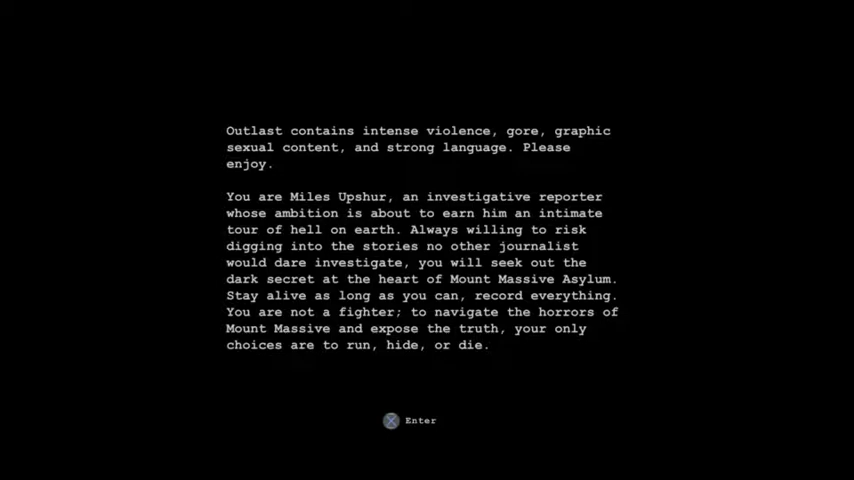 Outlast contains intense violence, gore, graphic
sexual content, and strong language. Please
enjoy.
You are Miles Upshur, an investigative reporter
whose ambition is about to earn him an intimate
tour of hell on earth. Always willing to risk
digging into the stories no other journalist
would dare investigate, you will seek out the
dark secret at the heart of Mount Massive Asylum.
Stay alive as long as you can, record everything.
You are not a fighter; to navigate the horrors of
Mount Massive and expose the truth, your only
choices are to run, hide, or die.
Enter